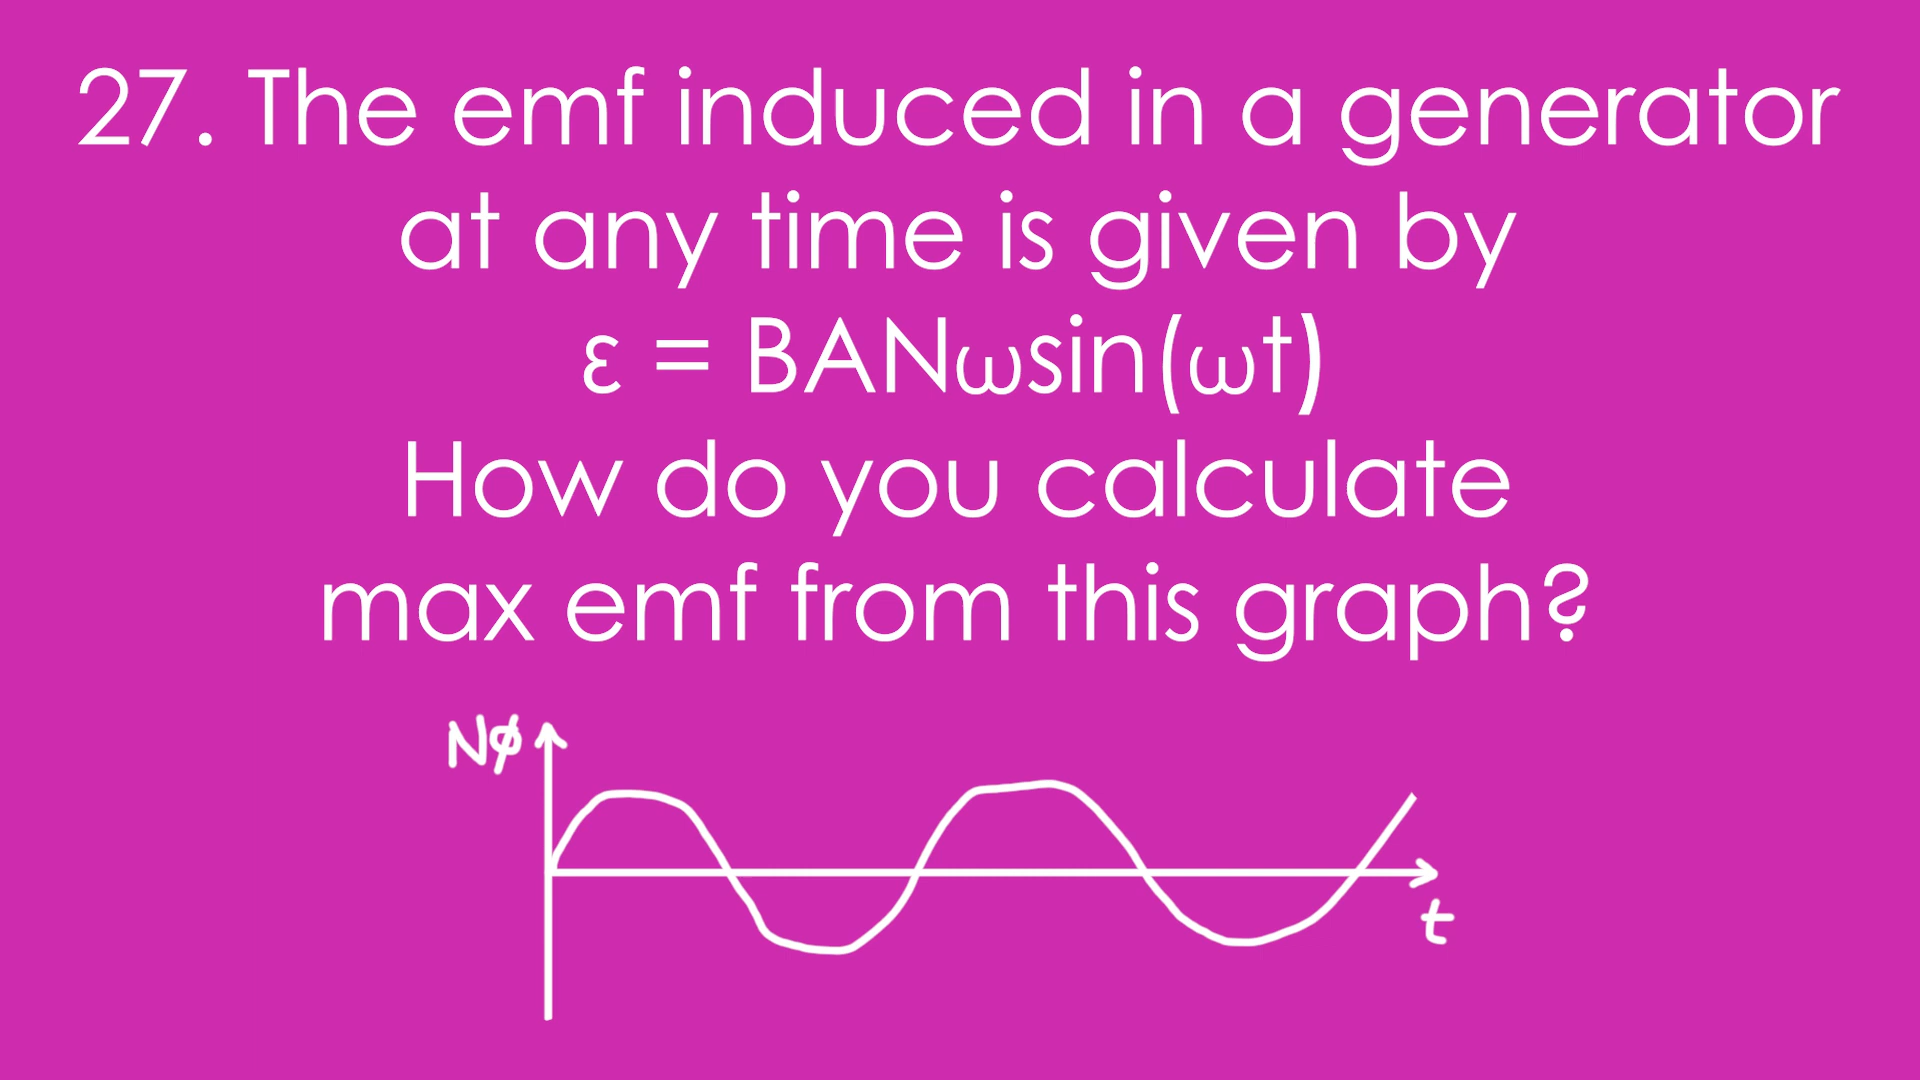 27. The emf induced in a generator
at any time is given by
ε = BANωsin(ωt)
How do you calculate
max emf from this graph?
Nϕ
t